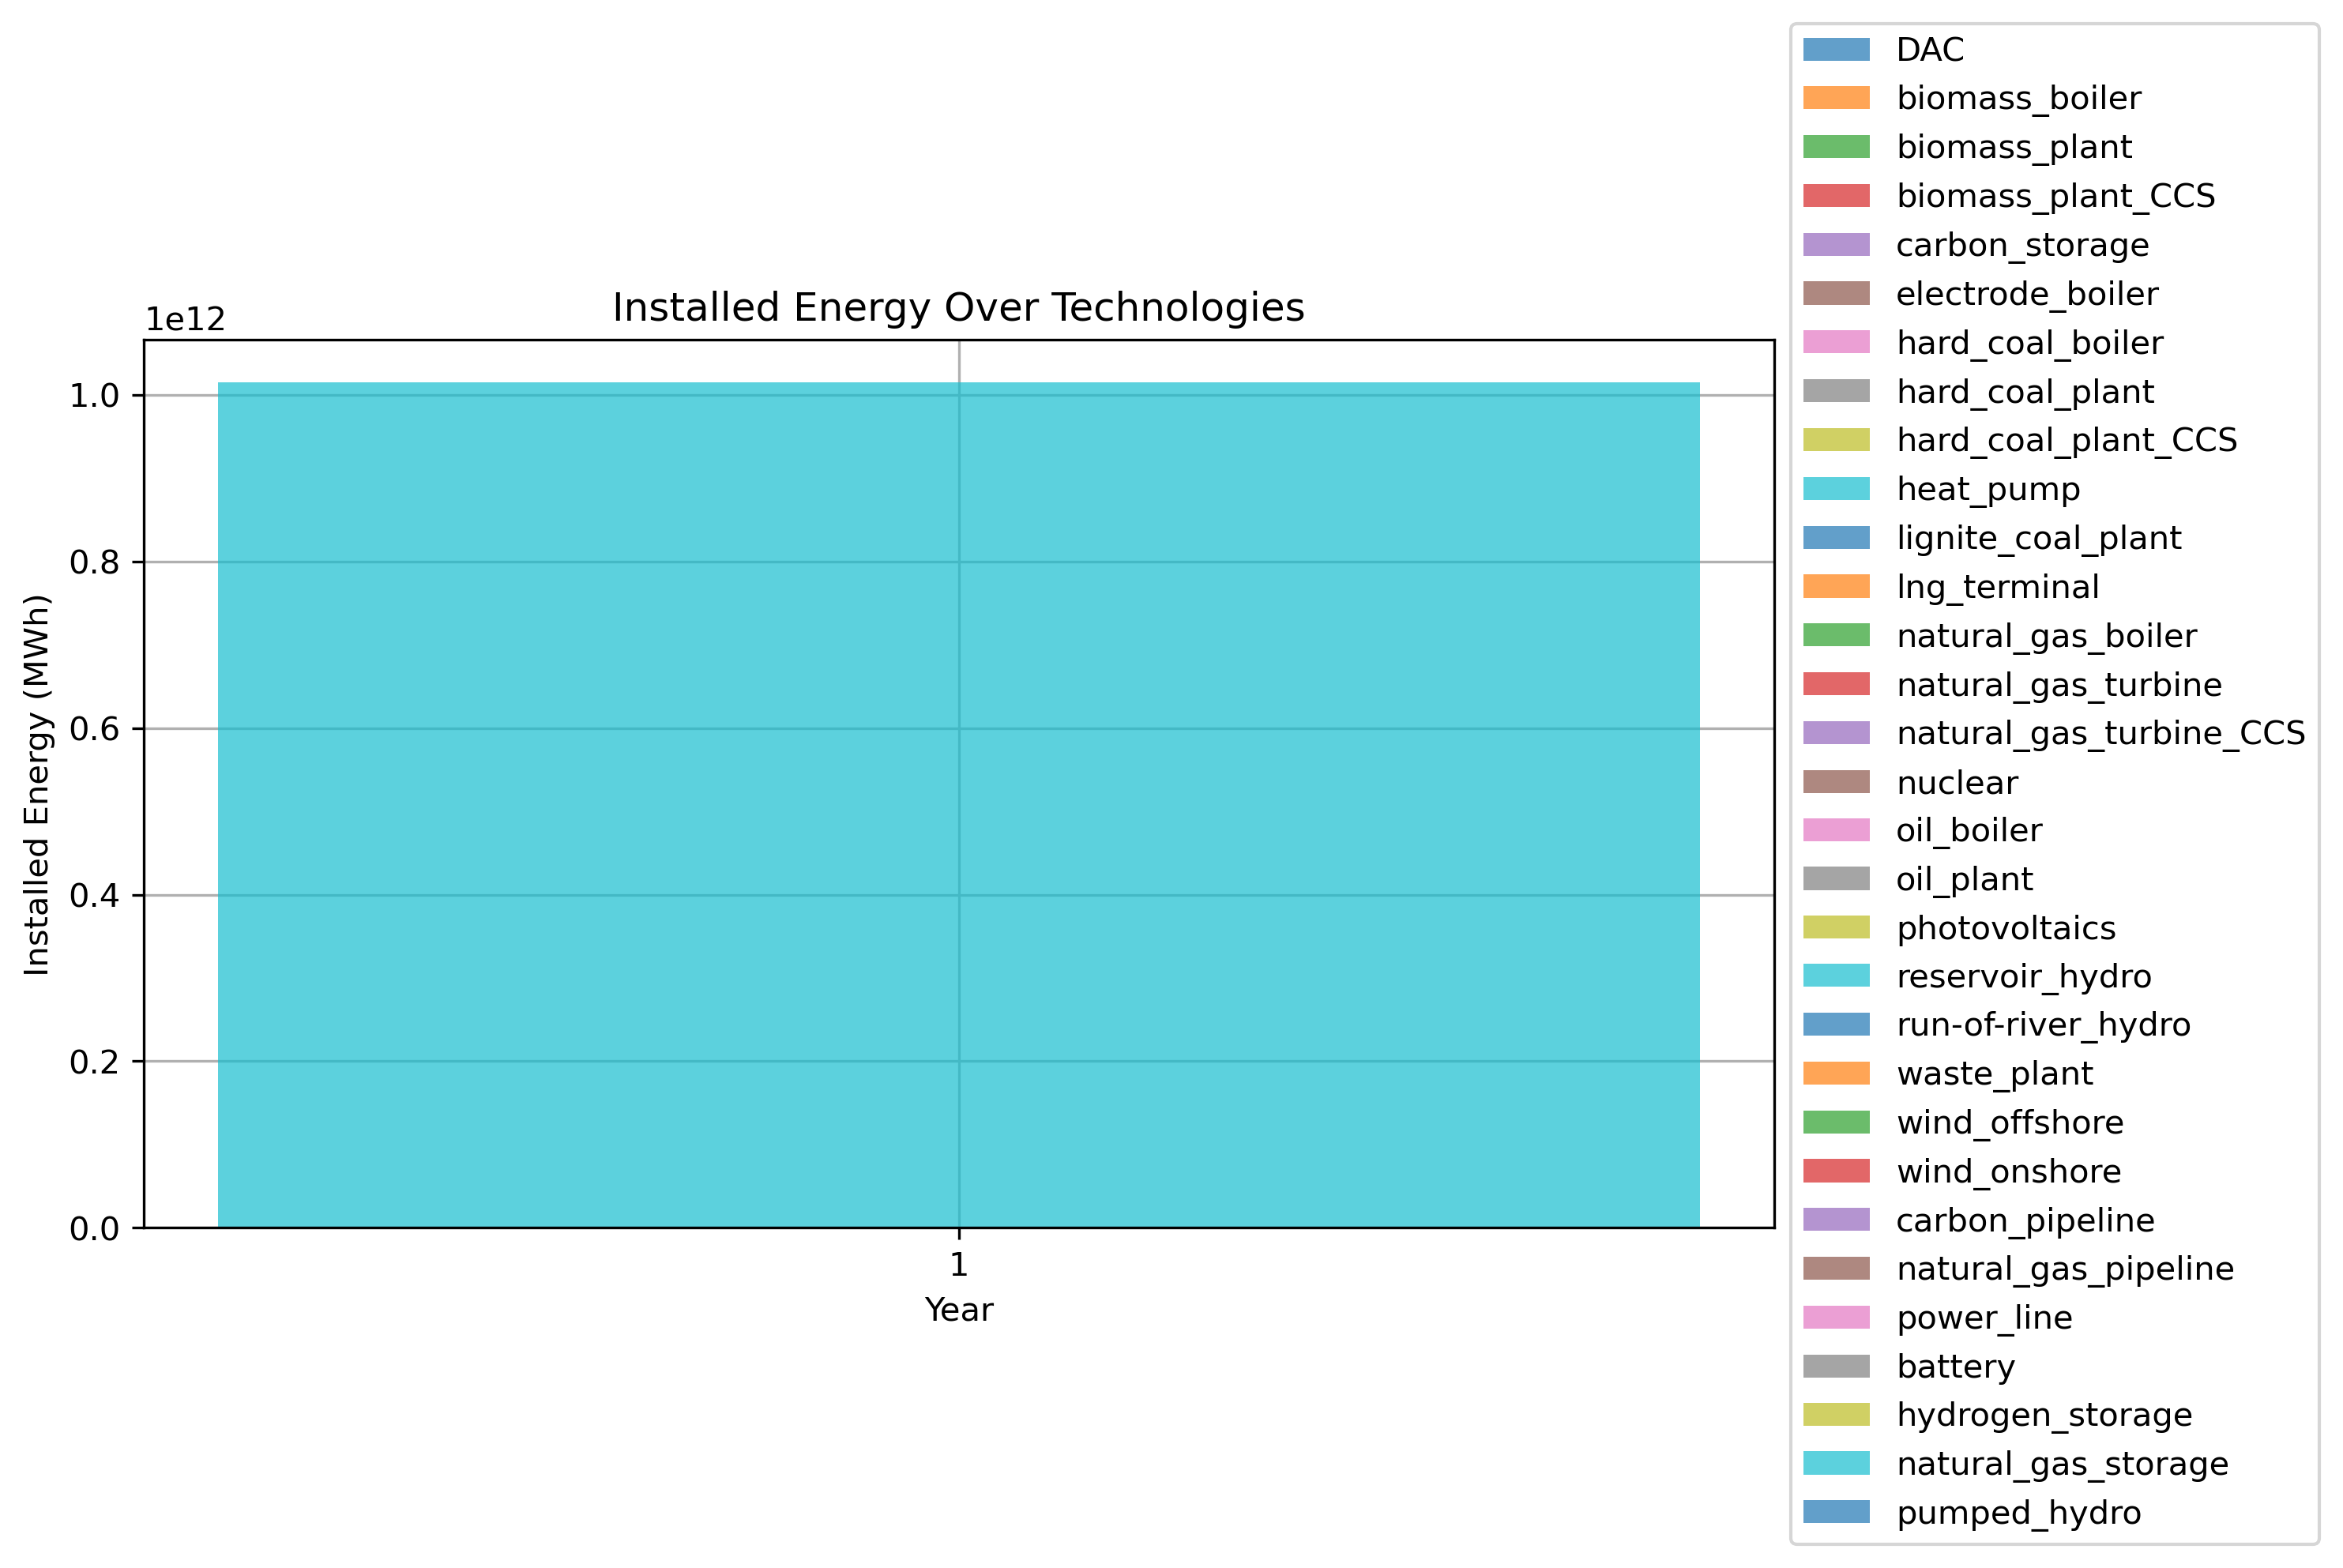 Installed Energy Over Technologies
1e12
1.0
0.8
0.6
0.4
0.2
0.0
Installed Energy (MWh)
1
Year
DAC
biomass_boiler
biomass_plant
biomass_plant_CCS
carbon_storage
electrode_boiler
hard_coal_boiler
hard_coal_plant
hard_coal_plant_CCS
heat_pump
lignite_coal_plant
lng_terminal
natural_gas_boiler
natural_gas_turbine
natural_gas_turbine_CCS
nuclear
oil_boiler
oil_plant
photovoltaics
reservoir_hydro
run-of-river_hydro
waste_plant
wind_offshore
wind_onshore
carbon_pipeline
natural_gas_pipeline
power_line
battery
hydrogen_storage
natural_gas_storage
pumped_hydro